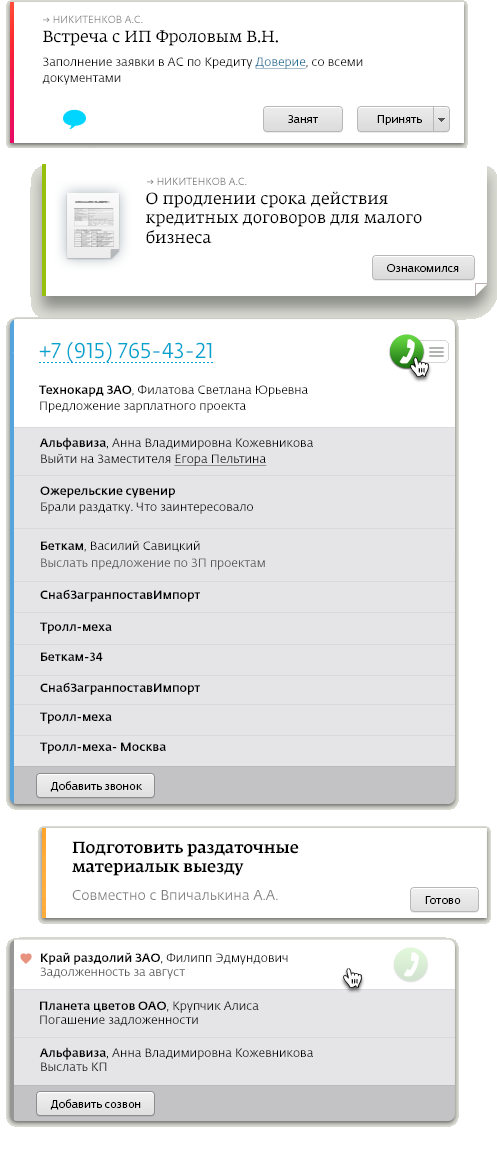 → НИКИТЕНКОВ А.С.
Встреча с ИП Фроловым В.Н.
Заполнение заявки в АС по Кредиту Доверие, со всеми
документами
Занят
Принять
→ НИКИТЕНКОВ А.С.
О продлении срока действия
кредитных договоров для малого
бизнеса
Ознакомился
+7 (915) 765-43-21
Технокард ЗАО, Филатова Светлана Юрьевна
Предложение зарплатного проекта
Альфавиза, Анна Владимировна Кожевникова
Выйти на Заместителя Егора Пельтина
Ожерельские сувенир
Брали раздатку. Что заинтересовало
Беткам, Василий Савицкий
Выслать предложение по ЗП проектам
СнабЗагранпоставИмпорт
Тролл-меха
Беткам-34
СнабЗагранпоставИмпорт
Тролл-меха
Тролл-меха- Москва
Добавить звонок
Подготовить раздаточные
материалык выезду
Совместно с Впичалькина А.А.
Готово
Край раздолий ЗАО, Филипп Эдмундович
Задолженность за август
Планета цветов ОАО, Крупчик Алиса
Погашение задложенности
Альфавиза, Анна Владимировна Кожевникова
Выслать КП
Добавить созвон